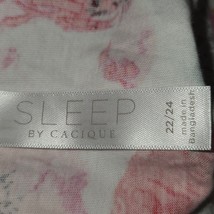 SLEEP
BY CACIQUE
22/24
made in
Bangladesh